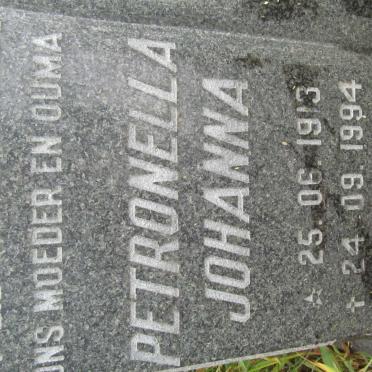 ONS MOEDER EN OUMA
PETRONELLA
JOHANNA
☆ 25. 06. 1913
✝ 24. 09. 1994